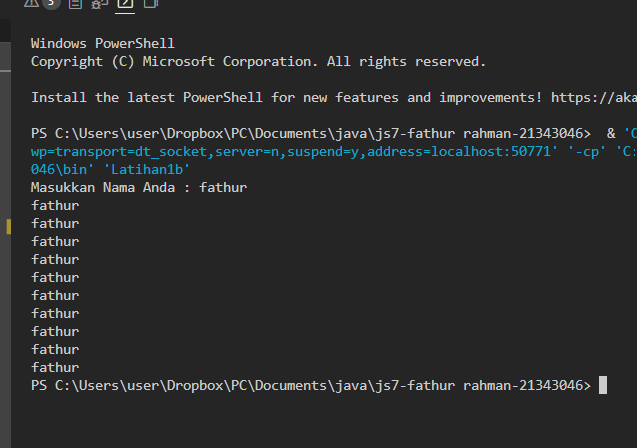 3
Windows PowerShell
Copyright (C) Microsoft Corporation. All rights reserved.
Install the latest PowerShell for new features and improvements! https://aka
PS C:\Users\user\Dropbox\PC\Documents\java\js7-fathur rahman-21343046>  & 'C
wp=transport=dt_socket,server=n,suspend=y,address=localhost:50771' '-cp' 'C:
046\bin' 'Latihan1b'
Masukkan Nama Anda : fathur
fathur
fathur
fathur
fathur
fathur
fathur
fathur
fathur
fathur
fathur
PS C:\Users\user\Dropbox\PC\Documents\java\js7-fathur rahman-21343046>